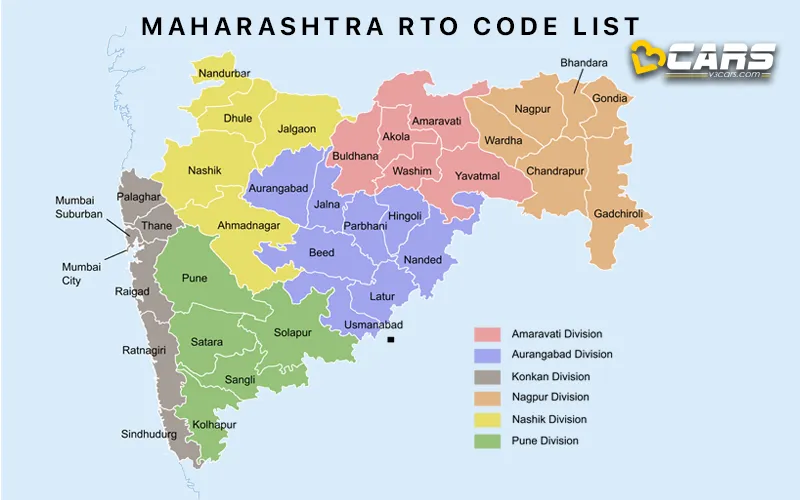 MAHARASHTRA RTO CODE LIST
CARS
v3cars.com
Bhandara
Nandurbar
Nagpur
Gondia
Dhule
Jalgaon
Amaravati
Akola
Wardha
Buldhana
Nashik
Washim
Yavatmal
Chandrapur
Aurangabad
Palaghar
Mumbai
Suburban
Jalna
Parbhani
Hingoli
Gadchiroli
Thane
Ahmadnagar
Beed
Nanded
Mumbai
City
Pune
Raigad
Latur
Usmanabad
Solapur
Satara
Ratnagiri
Sangli
Kolhapur
Sindhudurg
Amaravati Division
Aurangabad Division
Konkan Division
Nagpur Division
Nashik Division
Pune Division